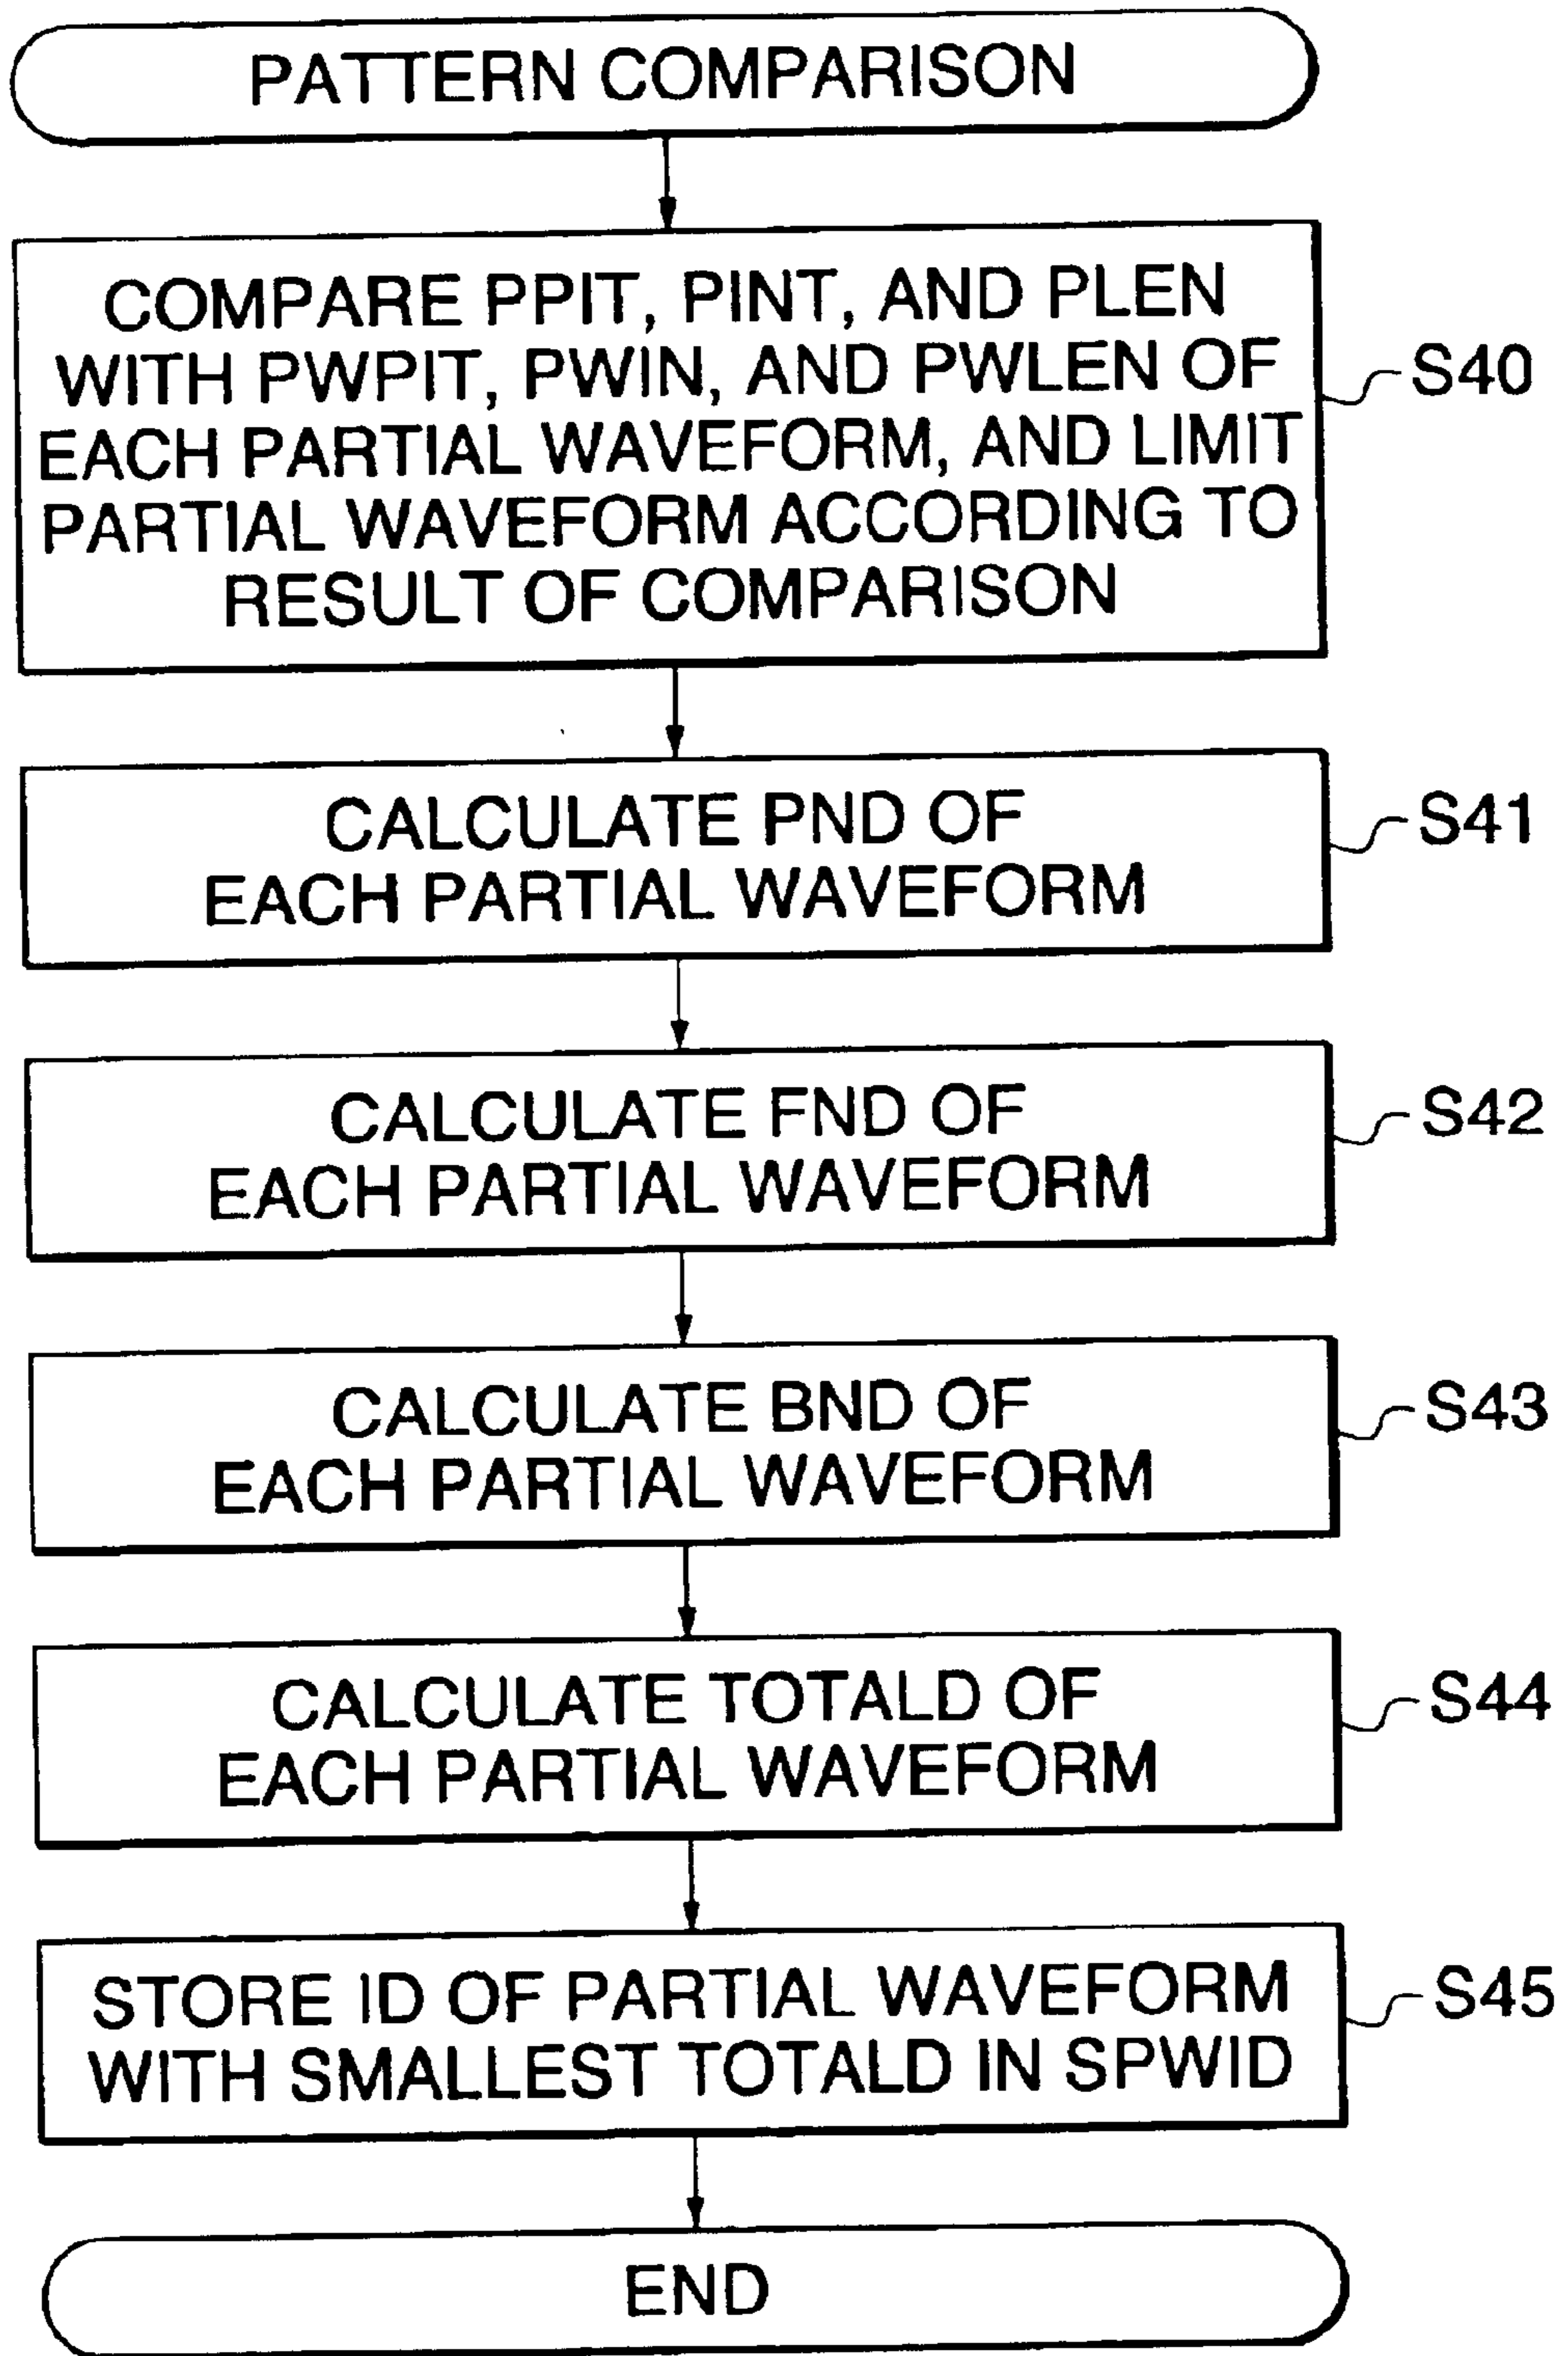 PATTERN COMPARISON
COMPARE PPIT, PINT, AND PLEN
WITH PWPIT, PWIN, AND PWLEN OF
EACH PARTIAL WAVEFORM, AND LIMIT
PARTIAL WAVEFORM ACCORDING TO
RESULT OF COMPARISON
S40
CALCULATE PND OF
EACH PARTIAL WAVEFORM
S41
CALCULATE FND OF
EACH PARTIAL WAVEFORM
S42
CALCULATE BND OF
EACH PARTIAL WAVEFORM
S43
CALCULATE TOTALD OF
EACH PARTIAL WAVEFORM
S44
STORE ID OF PARTIAL WAVEFORM
WITH SMALLEST TOTALD IN SPWID
S45
END